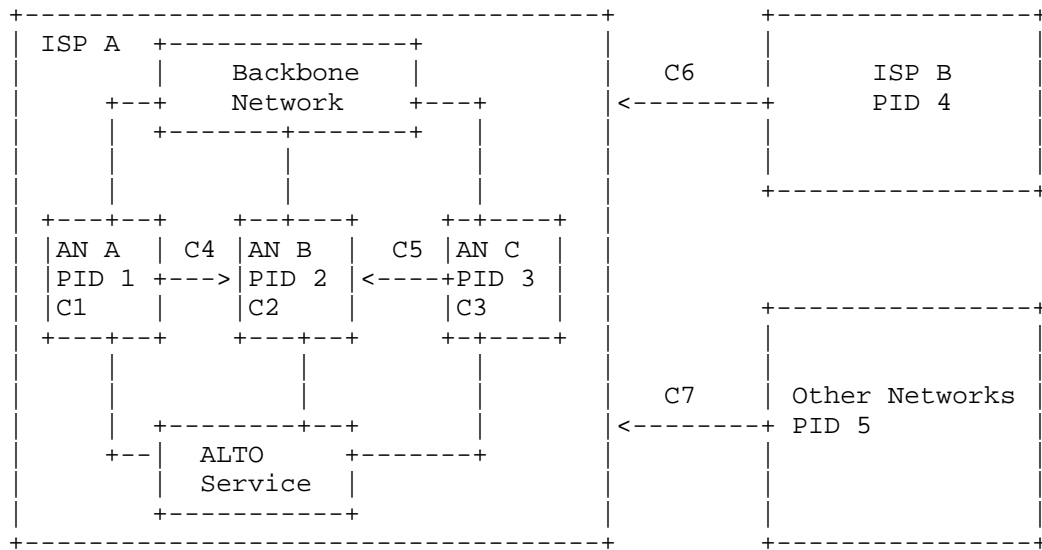 ISP A
Backbone
Network
C6
ISP B
PID 4
AN A
C4
AN B
C5
AN C
PID 1
PID 2
PID 3
C1
C2
C3
C7
Other Networks
PID 5
ALTO
Service